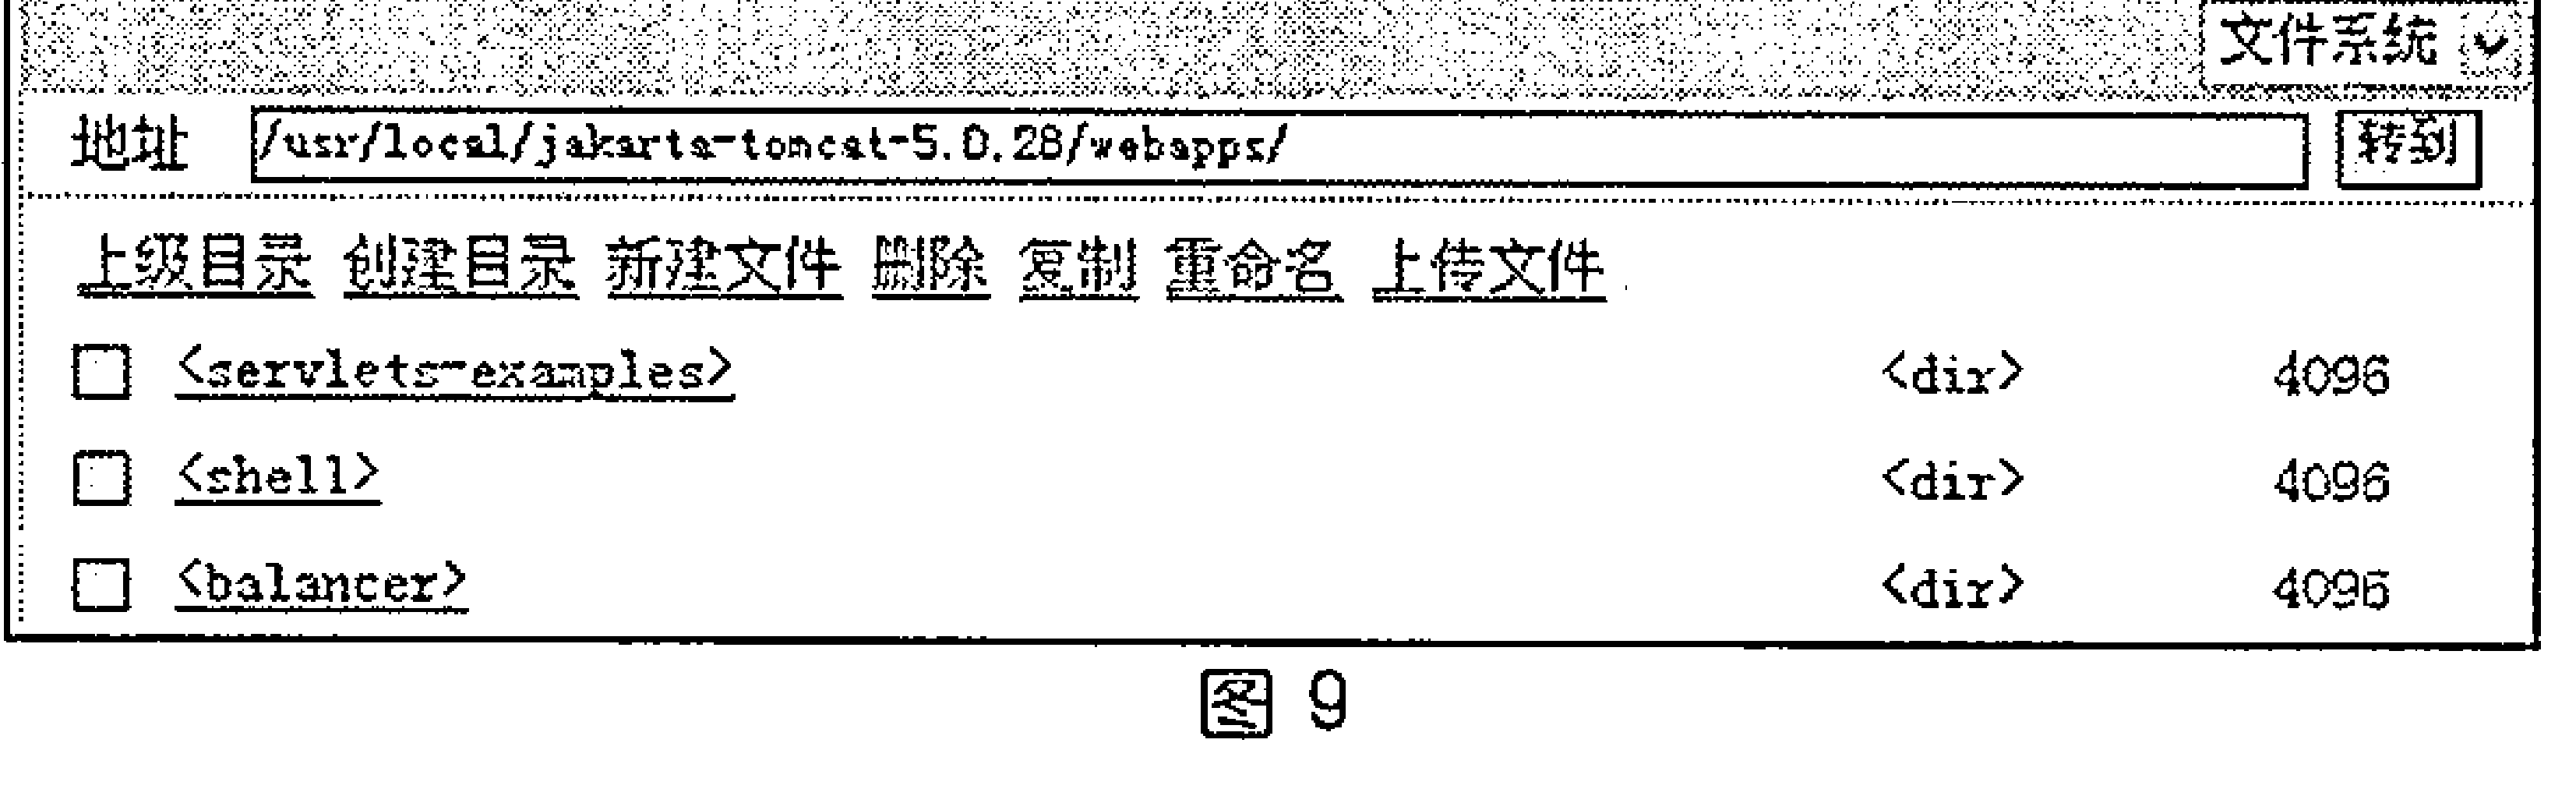 文件系统
地址 /usr/local/jakarta-tomcat-5.0.28/webapps/ 转到
上级目录 创建目录 新建文件 删除 复制 重命名 上传文件
<servlets-examples> <dir> 4096
<shell> <dir> 4096
<balancer> <dir> 4096
图 9